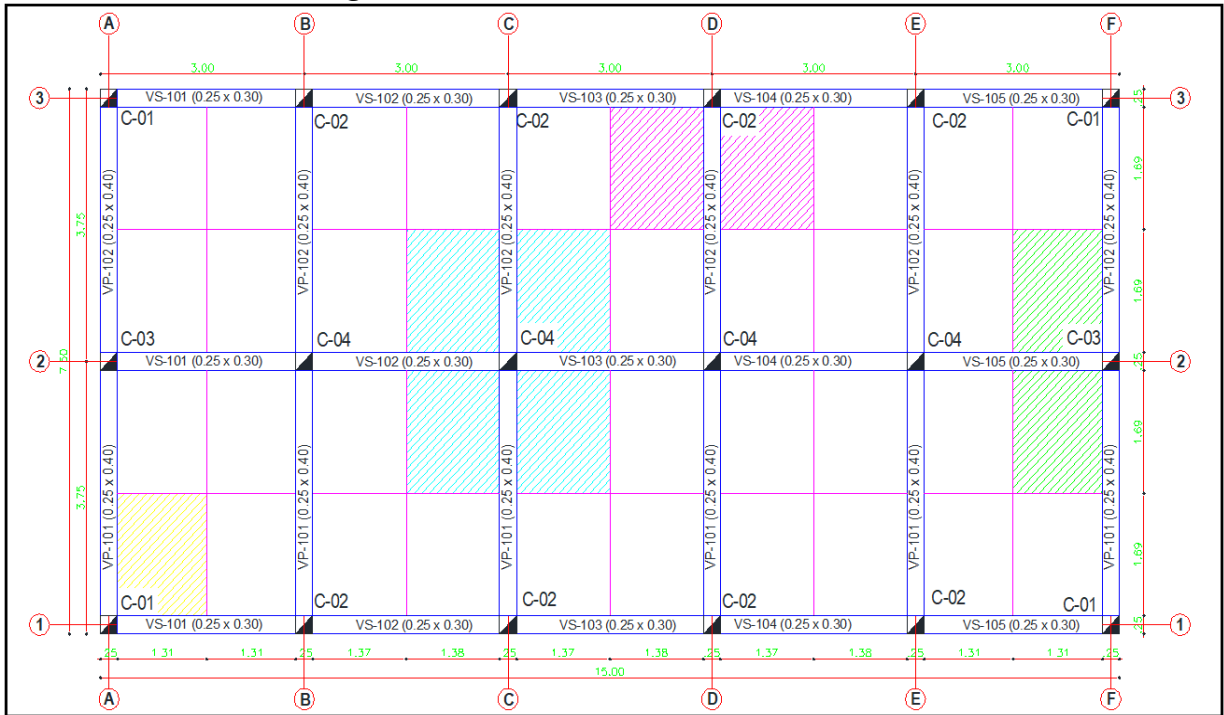 A B C D E F
3.00 3.00 3.00 3.00 3.00
3 VS-101 (0.25 x 0.30) VS-102 (0.25 x 0.30) VS-103 (0.25 x 0.30) VS-104 (0.25 x 0.30) VS-105 (0.25 x 0.30) .25 3
C-01 C-02 C-02 C-02 C-02 C-01
VP-102 (0.25 x 0.40) VP-102 (0.25 x 0.40) VP-102 (0.25 x 0.40) VP-102 (0.25 x 0.40) VP-102 (0.25 x 0.40) VP-102 (0.25 x 0.40)
1.69
3.75
1.69
C-03 C-04 C-04 C-04 C-04 C-03
2 7.50 VS-101 (0.25 x 0.30) VS-102 (0.25 x 0.30) VS-103 (0.25 x 0.30) VS-104 (0.25 x 0.30) VS-105 (0.25 x 0.30) .25 2
1.69
3.75
VP-101 (0.25 x 0.40) VP-101 (0.25 x 0.40) VP-101 (0.25 x 0.40) VP-101 (0.25 x 0.40) VP-101 (0.25 x 0.40) VP-101 (0.25 x 0.40)
1.69
C-01 C-02 C-02 C-02 C-02 C-01
1 VS-101 (0.25 x 0.30) VS-102 (0.25 x 0.30) VS-103 (0.25 x 0.30) VS-104 (0.25 x 0.30) VS-105 (0.25 x 0.30) .25 1
.25 1.31 1.31 .25 1.37 1.38 .25 1.37 1.38 .25 1.37 1.38 .25 1.31 1.31 .25
15.00
A B C D E F